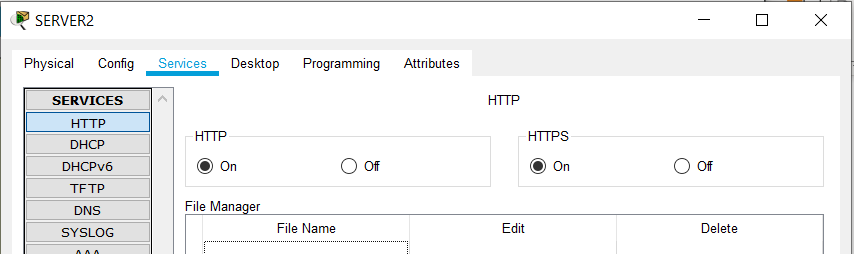 SERVER2
Physical Config Services Desktop Programming Attributes
SERVICES
HTTP
DHCP
DHCPv6
TFTP
DNS
SYSLOG
AAA
HTTP
HTTP
On Off
HTTPS
On Off
File Manager
File Name Edit Delete